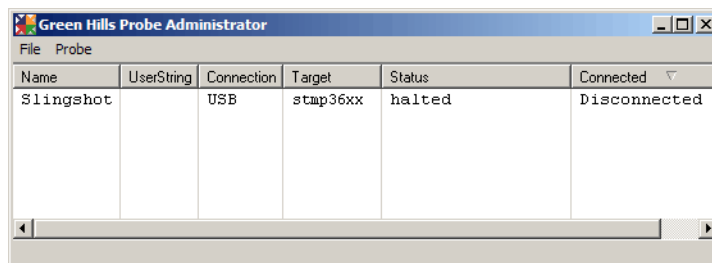 Green Hills Probe Administrator
File Probe
Name UserString Connection Target Status Connected
Slingshot USB stmp36xx halted Disconnected